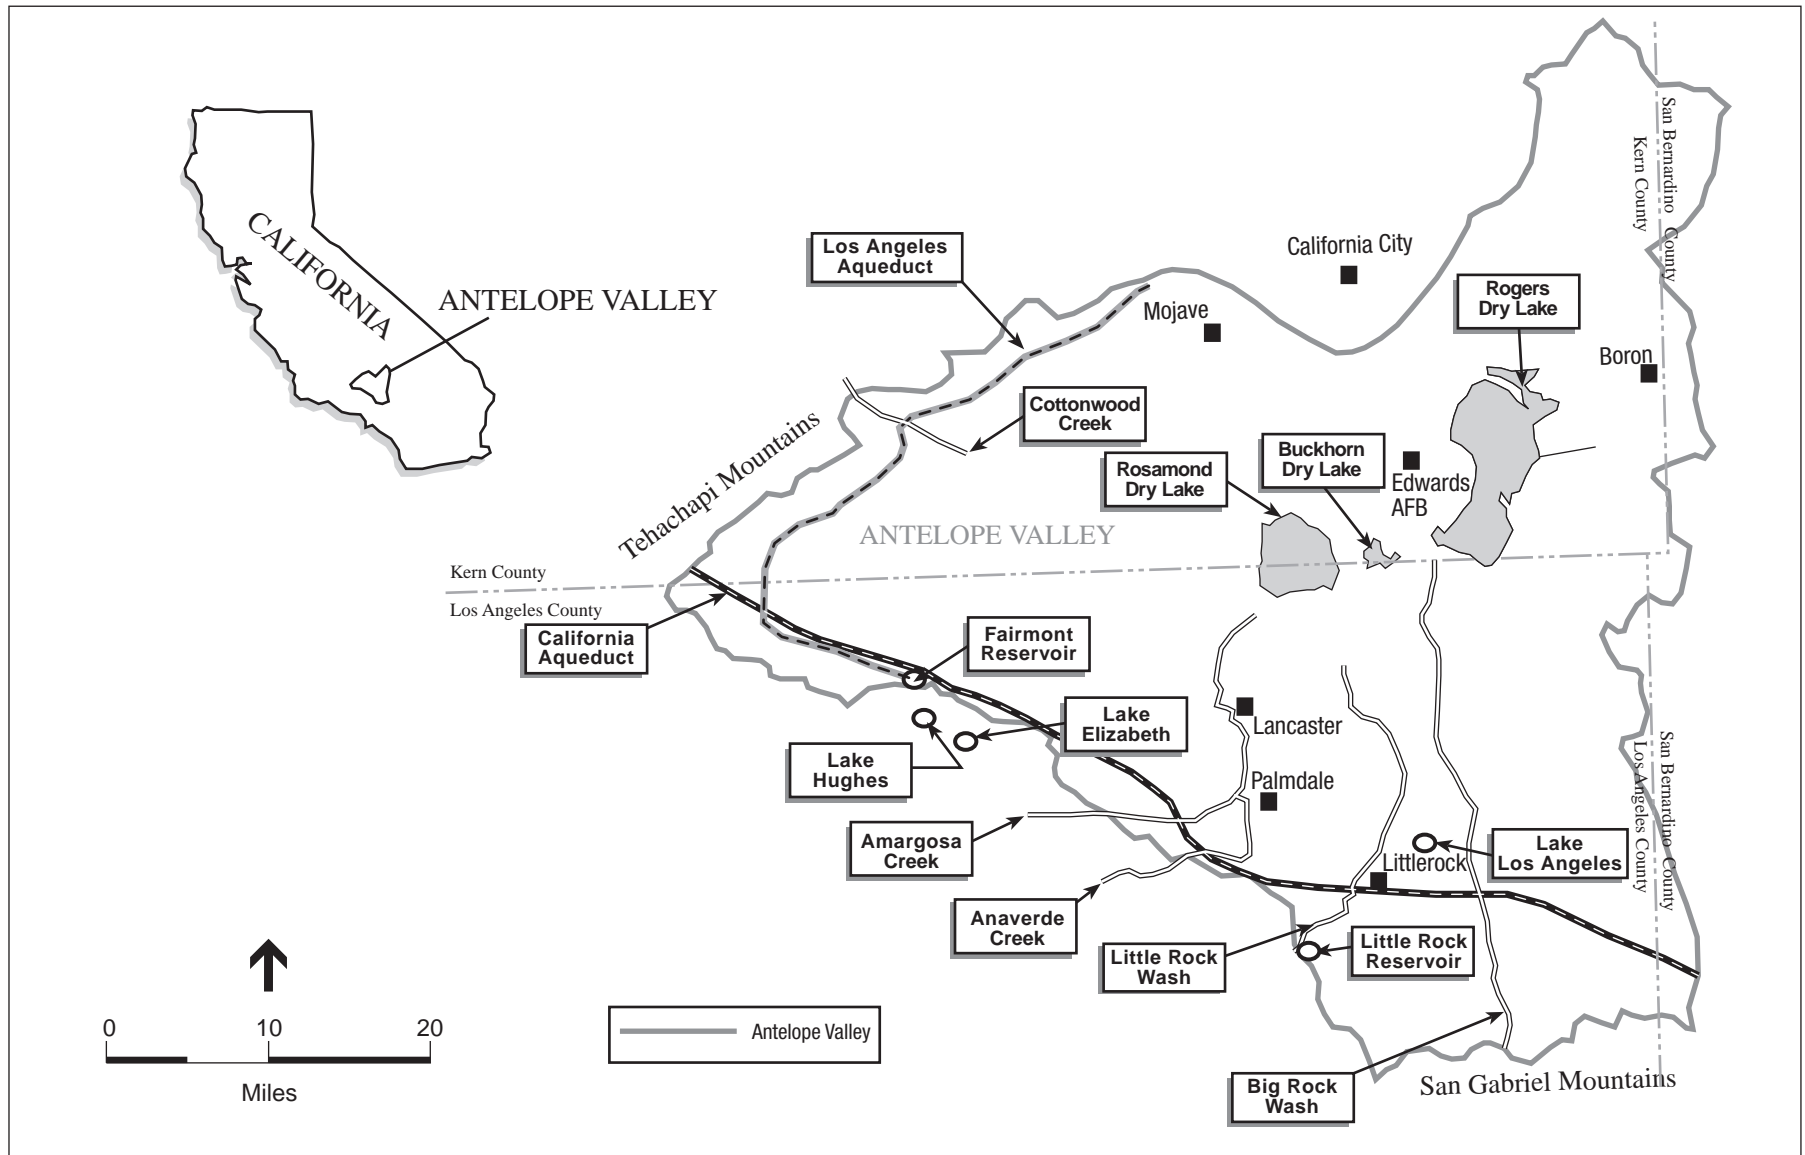 San Bernardino County
Kern County
CALIFORNIA
ANTELOPE VALLEY
Los Angeles
Aqueduct
California City
Mojave
Rogers
Dry Lake
Boron
Tehachapi Mountains
Cottonwood
Creek
Buckhorn
Dry Lake
Rosamond
Dry Lake
Edwards
AFB
ANTELOPE VALLEY
Kern County
Los Angeles County
California
Aqueduct
Fairmont
Reservoir
Lake
Elizabeth
Lake
Hughes
Lancaster
Palmdale
San Bernardino County
Los Angeles County
Amargosa
Creek
Littlerock
Lake
Los Angeles
Anaverde
Creek
Little Rock
Wash
Little Rock
Reservoir
0 10 20
Miles
Antelope Valley
Big Rock
Wash
San Gabriel Mountains